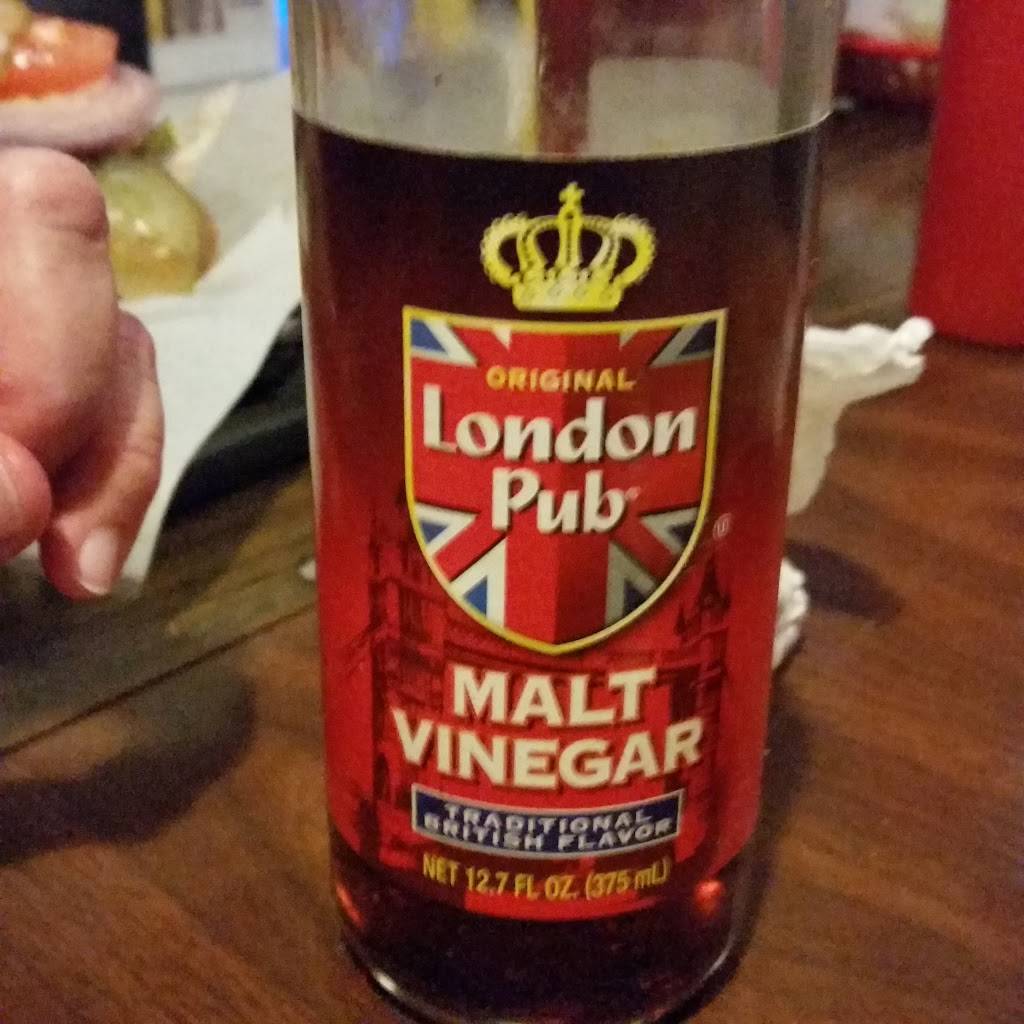 ORIGINAL
London
Pub
MALT
VINEGAR
TRADITIONAL
BRITISH FLAVOR
NET 12.7 FL OZ. (375 mL)